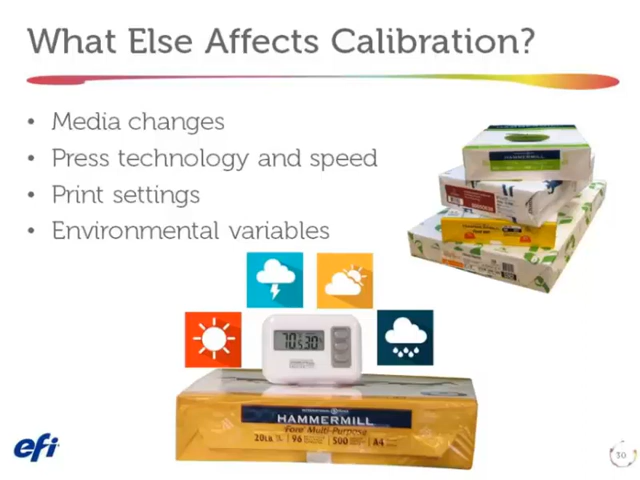 What Else Affects Calibration?
• Media changes
• Press technology and speed
• Print settings
• Environmental variables
HAMMERMILL
70 30
HAMMERMILL
Fore Multi-Purpose
20LB. 96 500 A4
efi
30